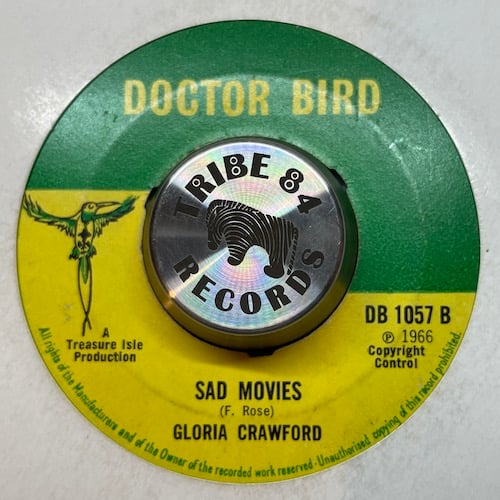 DOCTOR BIRD
TRIBE 84
RECORDS
A
Treasure Isle
Production
DB 1057 B
℗ 1966
Copyright
Control
SAD MOVIES
(F. Rose)
GLORIA CRAWFORD
All rights of the Manufacturers and of the Owner of the recorded work reserved - Unauthorised copying of this record prohibited.